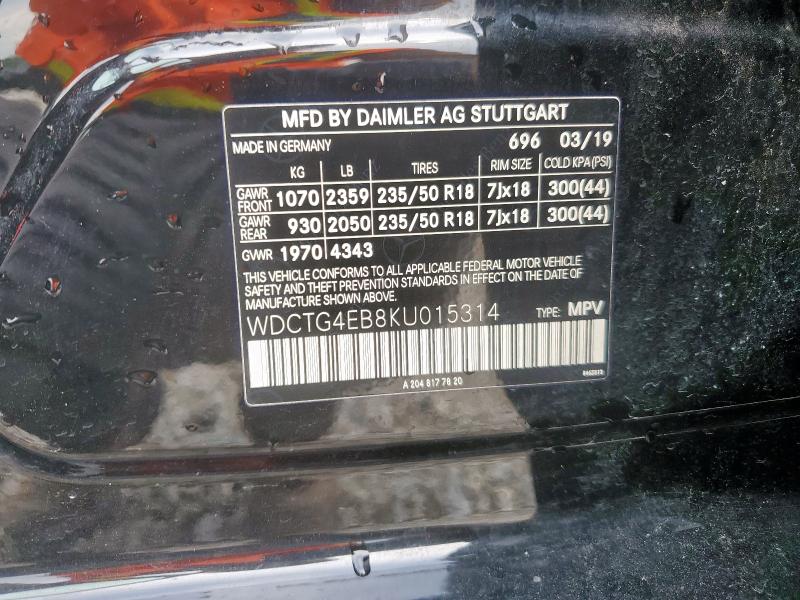 MFD BY DAIMLER AG STUTTGART
MADE IN GERMANY 696 03/19
KG LB TIRES RIM SIZE COLD KPA (PSI)
GAWR FRONT 1070 2359 235/50 R18 7Jx18 300(44)
GAWR REAR 930 2050 235/50 R18 7Jx18 300(44)
GVWR 1970 4343
THIS VEHICLE CONFORMS TO ALL APPLICABLE FEDERAL MOTOR VEHICLE
SAFETY AND THEFT PREVENTION STANDARDS IN EFFECT ON THE DATE OF
MANUFACTURE SHOWN ABOVE.
WDCTG4EB8KU015314 TYPE: MPV
A 204 817 78 20